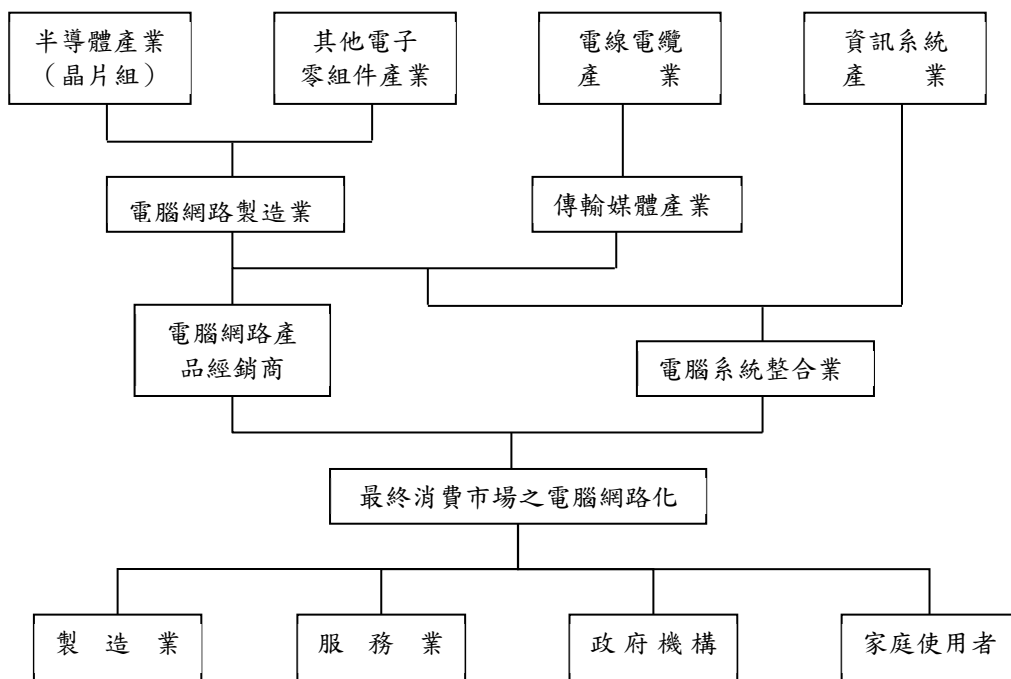 半導體產業
（晶片組）
其他電子
零組件產業
電線電纜
產業
資訊系統
產業
電腦網路製造業
傳輸媒體產業
電腦網路產
品經銷商
電腦系統整合業
最終消費市場之電腦網路化
製造業
服務業
政府機構
家庭使用者